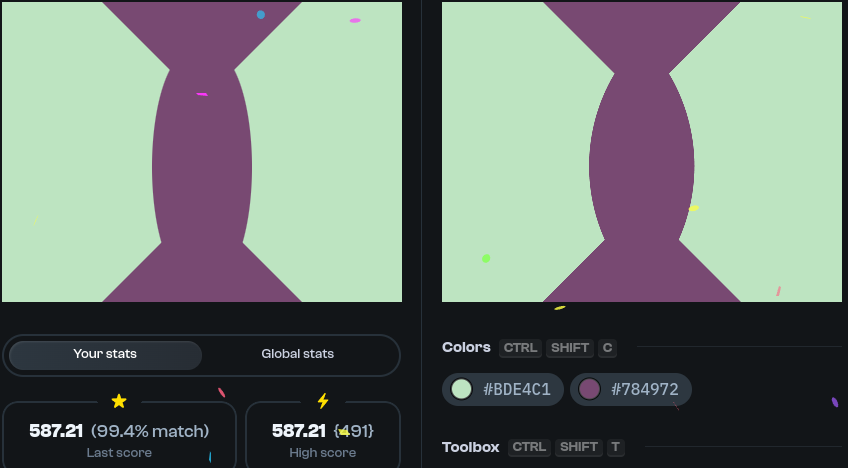 Your stats
Global stats
587.21 (99.4% match)
Last score
587.21 {491}
High score
Colors CTRL SHIFT C
#BDE4C1
#784972
Toolbox CTRL SHIFT T